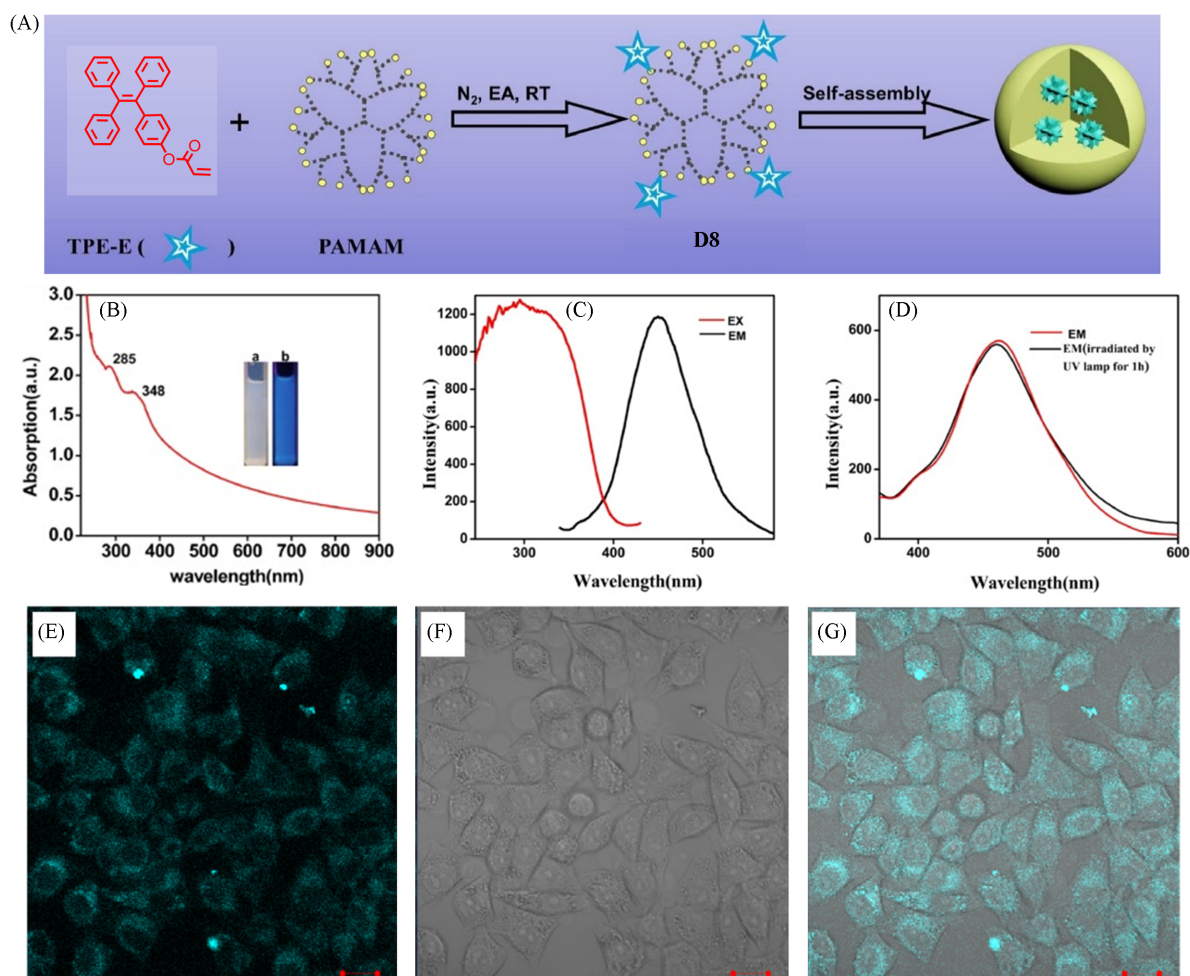 (A)
O
O
+
N₂, EA, RT
Self-assembly
TPE-E ( )
PAMAM
D8
(B)
Absorption(a.u.)
3.0
2.5
2.0
1.5
1.0
0.5
0.0
285
348
a b
300 400 500 600 700 800 900
wavelength(nm)
(C)
Intensity(a.u.)
1200
1000
800
600
400
200
0
EX
EM
300 400 500
Wavelength(nm)
(D)
Intensity(a.u.)
600
400
200
0
EM
EM(irradiated by
UV lamp for 1h)
400 500 600
Wavelength(nm)
(E)
(F)
(G)